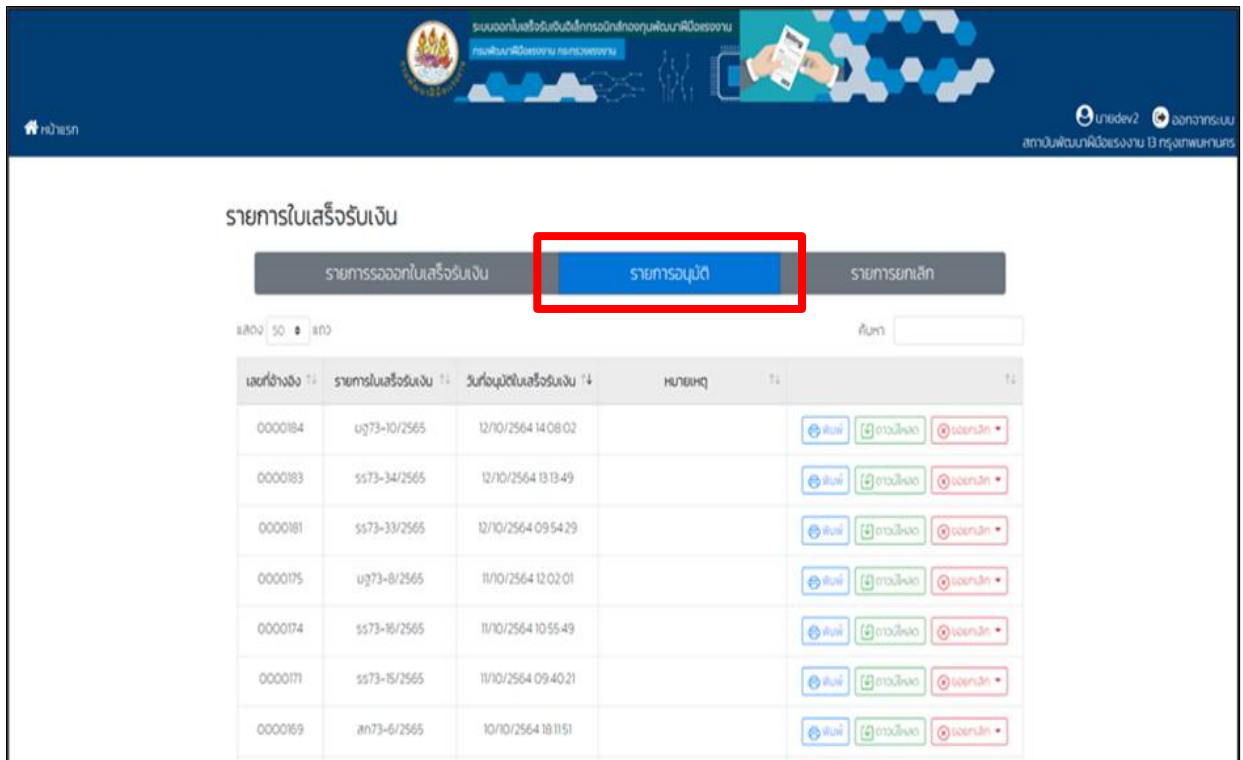 ระบบออกใบเสร็จรับเงินอิเล็กทรอนิกส์กองทุนพัฒนาฝีมือแรงงาน
กรมพัฒนาฝีมือแรงงาน กระทรวงแรงงาน
หน้าแรก
นายdev2 ออกจากระบบ
สถาบันพัฒนาฝีมือแรงงาน 13 กรุงเทพมหานคร
รายการใบเสร็จรับเงิน
รายการรอออกใบเสร็จรับเงิน รายการอนุมัติ รายการยกเลิก
แสดง 50 แถว ค้นหา
เลขที่อ้างอิง รายการใบเสร็จรับเงิน วันที่อนุมัติใบเสร็จรับเงิน หมายเหตุ
0000184 มฐ73-10/2565 12/10/2564 14:08:02 พิมพ์ ดาวน์โหลด ขอยกเลิก
0000183 รร73-34/2565 12/10/2564 13:13:49 พิมพ์ ดาวน์โหลด ขอยกเลิก
0000181 รร73-33/2565 12/10/2564 09:54:29 พิมพ์ ดาวน์โหลด ขอยกเลิก
0000175 มฐ73-8/2565 11/10/2564 12:02:01 พิมพ์ ดาวน์โหลด ขอยกเลิก
0000174 รร73-16/2565 11/10/2564 10:55:49 พิมพ์ ดาวน์โหลด ขอยกเลิก
0000171 รร73-15/2565 11/10/2564 09:40:21 พิมพ์ ดาวน์โหลด ขอยกเลิก
0000169 สก73-6/2565 10/10/2564 18:11:51 พิมพ์ ดาวน์โหลด ขอยกเลิก